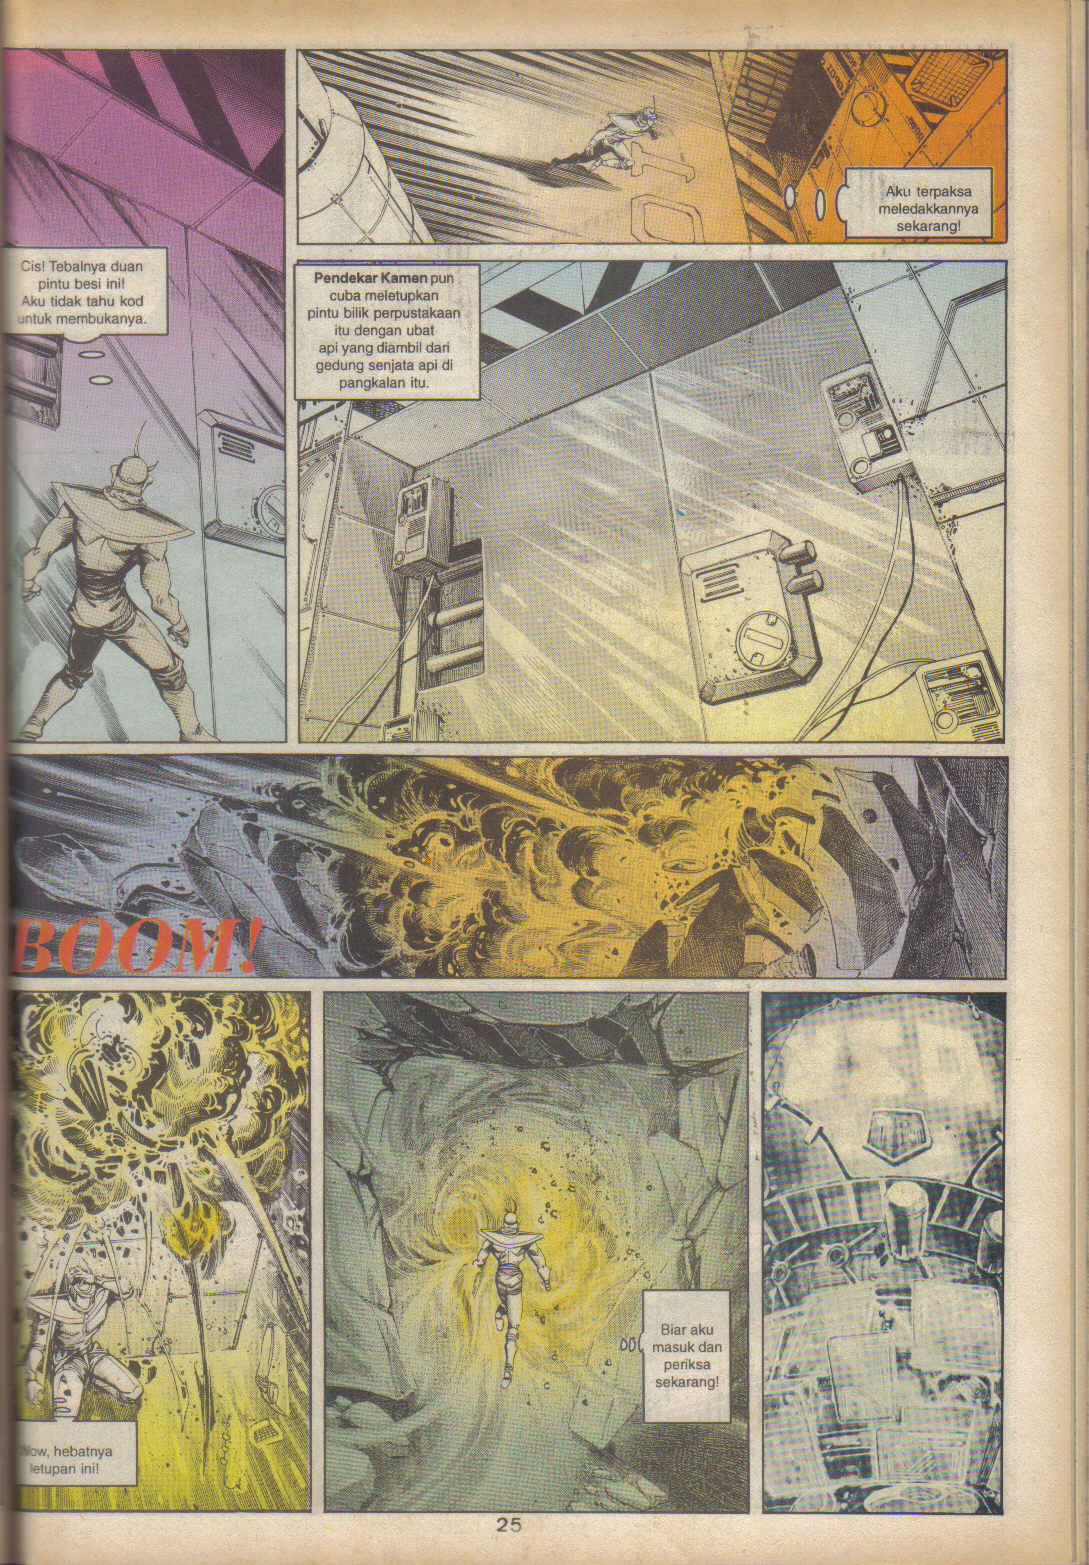 Cis! Tebalnya duan
pintu besi ini!
Aku tidak tahu kod
untuk membukanya.
Aku terpaksa
meledakkannya
sekarang!
Pendekar Kamen pun
cuba meletupkan
pintu bilik perpustakaan
itu dengan ubat
api yang diambil dari
gedung senjata api di
pangkalan itu.
BOOM!
Wow, hebatnya
letupan ini!
Biar aku
masuk dan
periksa
sekarang!
25